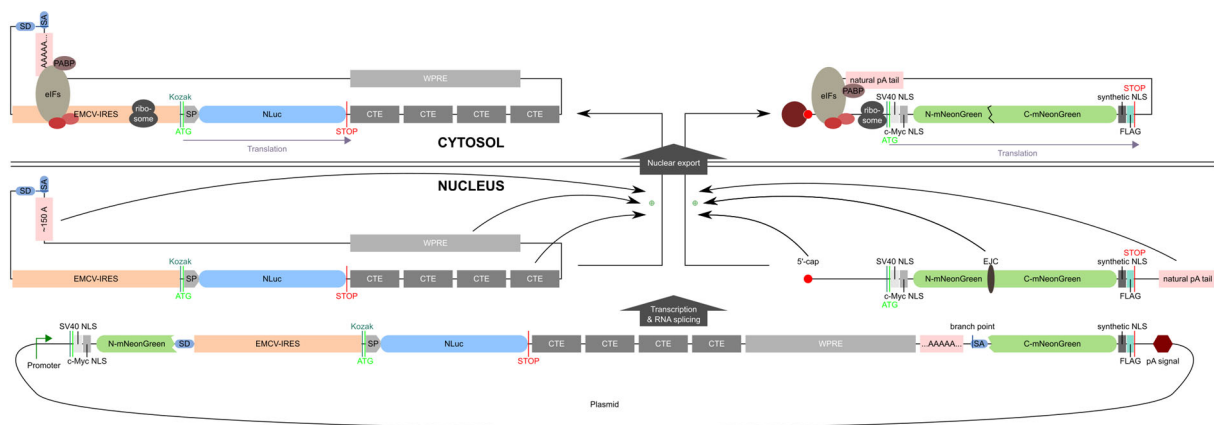 SD
SA
AAAAA...
PABP
eIFs
WPRE
EMCV-IRES
ribo-
some
Kozak
ATG
SP
NLuc
STOP
CTE
CTE
CTE
CTE
Translation
CYTOSOL
natural pA tail
eIFs
PABP
ribo-
some
SV40 NLS
ATG
c-Myc NLS
N-mNeonGreen
C-mNeonGreen
STOP
synthetic NLS
FLAG
Translation
Nuclear export
NUCLEUS
SD
SA
~150 A
WPRE
EMCV-IRES
Kozak
ATG
SP
NLuc
STOP
CTE
CTE
CTE
CTE
5'-cap
SV40 NLS
ATG
c-Myc NLS
N-mNeonGreen
EJC
C-mNeonGreen
STOP
synthetic NLS
FLAG
natural pA tail
Transcription
& RNA splicing
Promoter
SV40 NLS
c-Myc NLS
N-mNeonGreen
SD
EMCV-IRES
Kozak
ATG
SP
NLuc
STOP
CTE
CTE
CTE
CTE
WPRE
...AAAAA...
branch point
SA
C-mNeonGreen
synthetic NLS
FLAG
pA signal
Plasmid